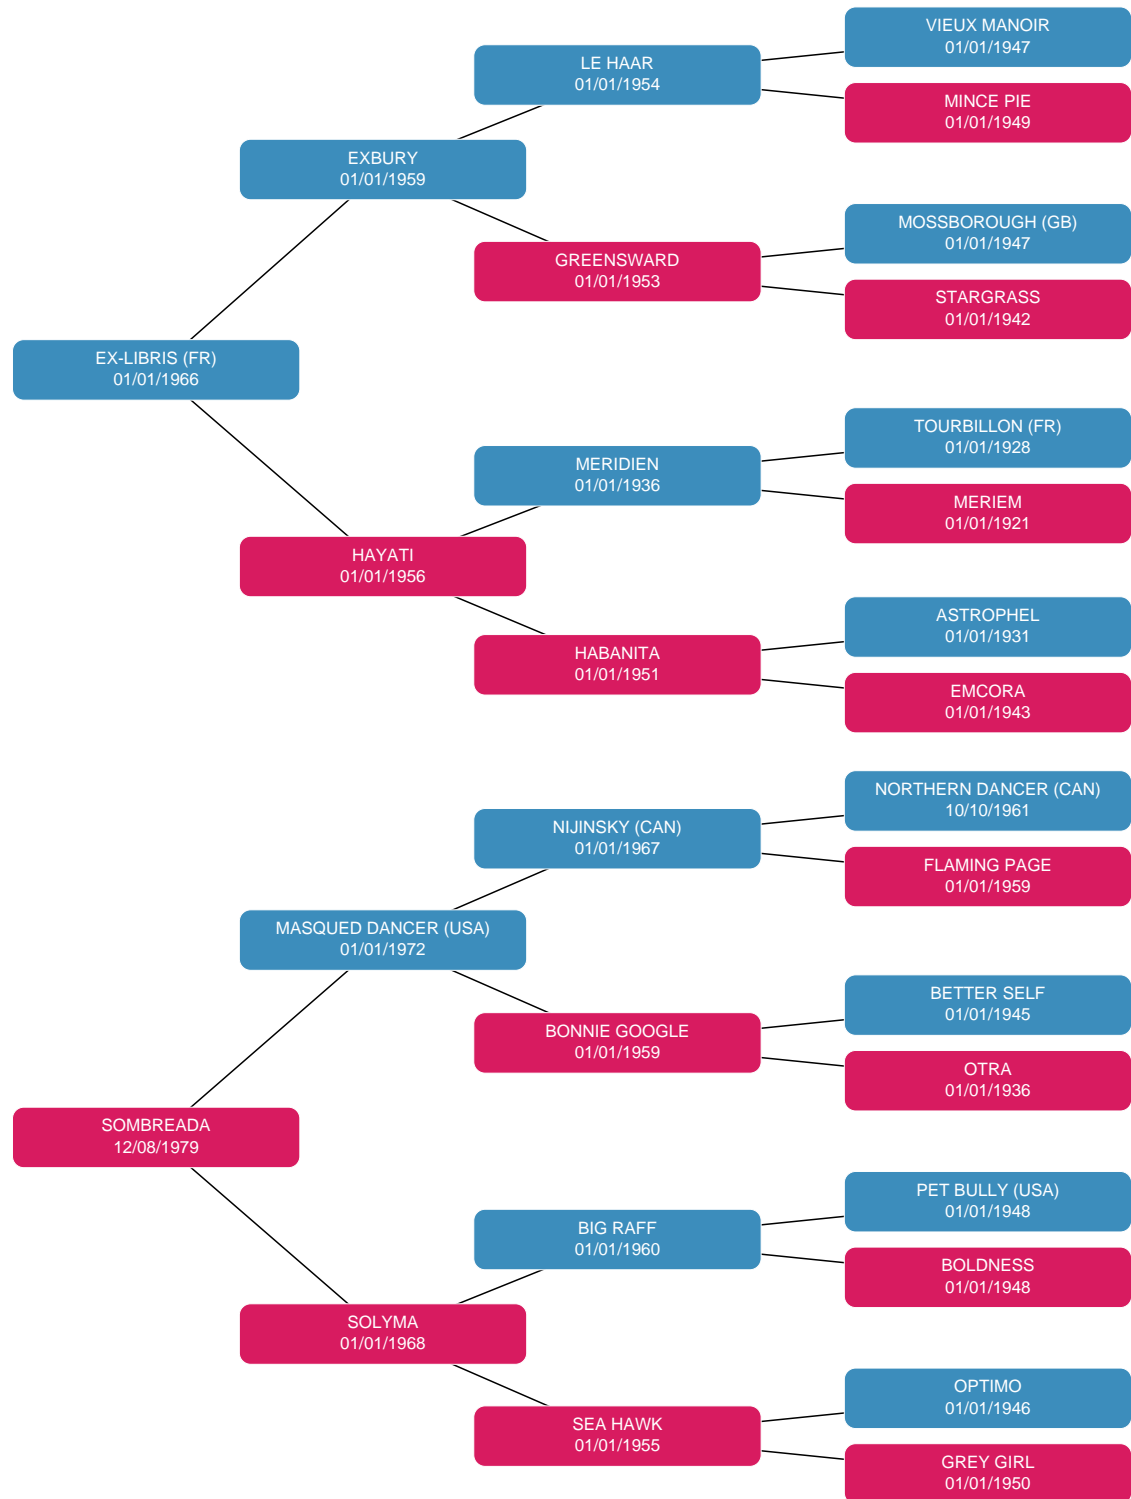 VIEUX MANOIR
01/01/1947
LE HAAR
01/01/1954
MINCE PIE
01/01/1949
EXBURY
01/01/1959
MOSSBOROUGH (GB)
01/01/1947
GREENSWARD
01/01/1953
STARGRASS
01/01/1942
EX-LIBRIS (FR)
01/01/1966
TOURBILLON (FR)
01/01/1928
MERIDIEN
01/01/1936
MERIEM
01/01/1921
HAYATI
01/01/1956
ASTROPHEL
01/01/1931
HABANITA
01/01/1951
EMCORA
01/01/1943
NORTHERN DANCER (CAN)
10/10/1961
NIJINSKY (CAN)
01/01/1967
FLAMING PAGE
01/01/1959
MASQUED DANCER (USA)
01/01/1972
BETTER SELF
01/01/1945
BONNIE GOOGLE
01/01/1959
OTRA
01/01/1936
SOMBREADA
12/08/1979
PET BULLY (USA)
01/01/1948
BIG RAFF
01/01/1960
BOLDNESS
01/01/1948
SOLYMA
01/01/1968
OPTIMO
01/01/1946
SEA HAWK
01/01/1955
GREY GIRL
01/01/1950